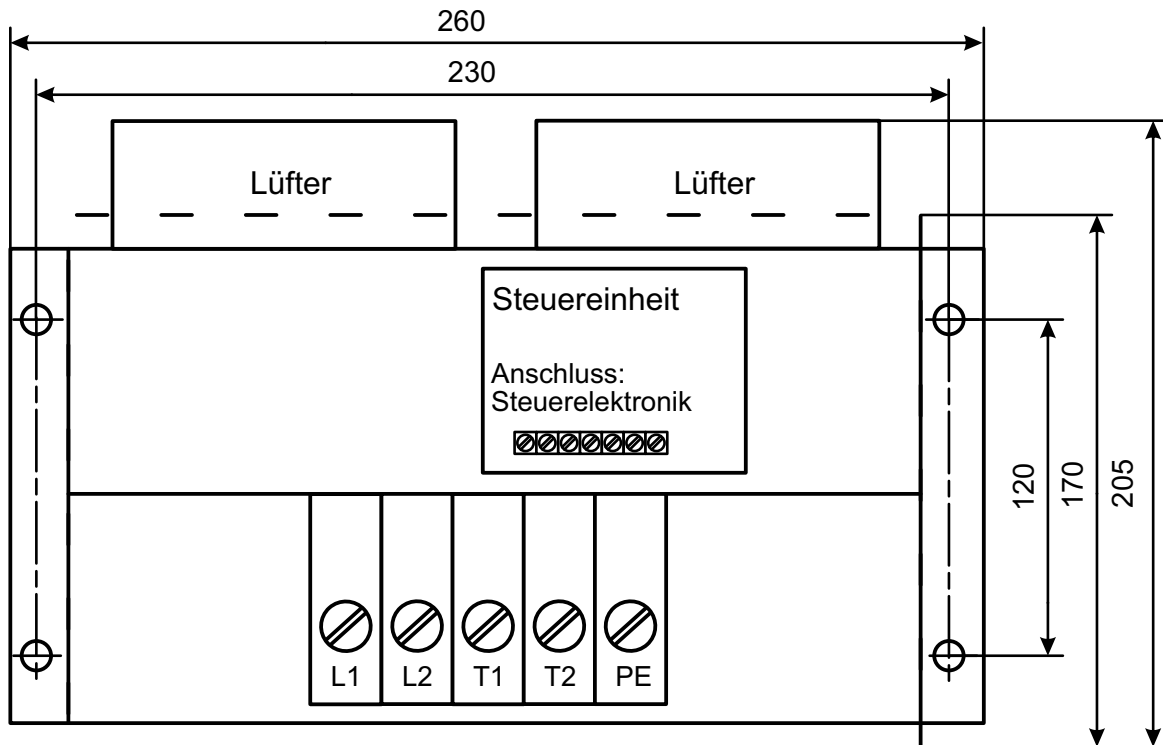 260
230
Lüfter
Lüfter
Steuereinheit
Anschluss:
Steuerelektronik
120
170
205
L1
L2
T1
T2
PE